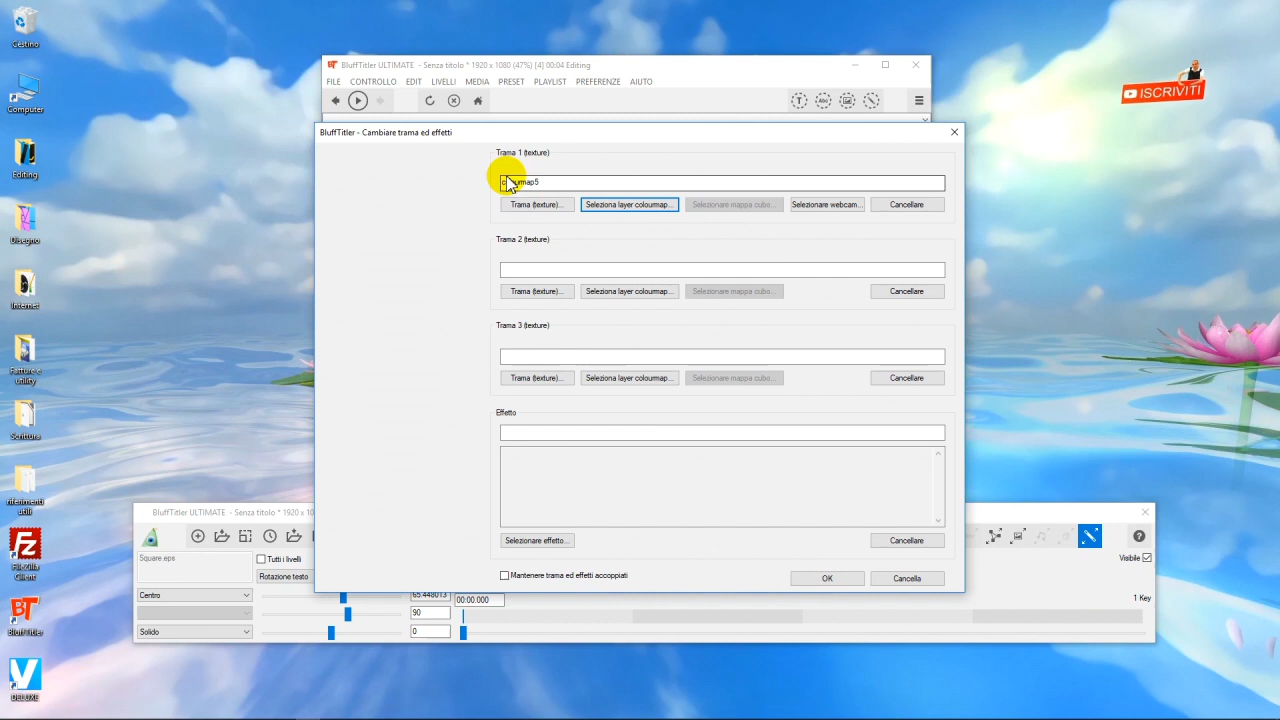 Cestino
Computer
Editing
Disegno
Internet
Fatture e
utility
Scrittura
riferimenti
utili
FileZilla
Client
BluffTitler
DELUXE
BluffTitler ULTIMATE - Senza titolo * 1920 x 1080 (47%) [4] 00:04 Editing
FILE CONTROLLO EDIT LIVELLI MEDIA PRESET PLAYLIST PREFERENZE AIUTO
ISCRIVITI
BluffTitler - Cambiare trama ed effetti
Trama 1 (texture)
colourmap5
Trama (texture)... Seleziona layer colourmap... Selezionare mappa cubo... Selezionare webcam... Cancellare
Trama 2 (texture)
Trama (texture)... Seleziona layer colourmap... Selezionare mappa cubo... Cancellare
Trama 3 (texture)
Trama (texture)... Seleziona layer colourmap... Selezionare mappa cubo... Cancellare
Effetto
Selezionare effetto... Cancellare
Mantenere trama ed effetti accoppiati
OK Cancella
BluffTitler ULTIMATE - Senza titolo * 1920 x 10
Square eps
Tutti i livelli
Visibile
Rotazione testo
Centro
65.448013
00:00.000
1 Key
90
Solido
0